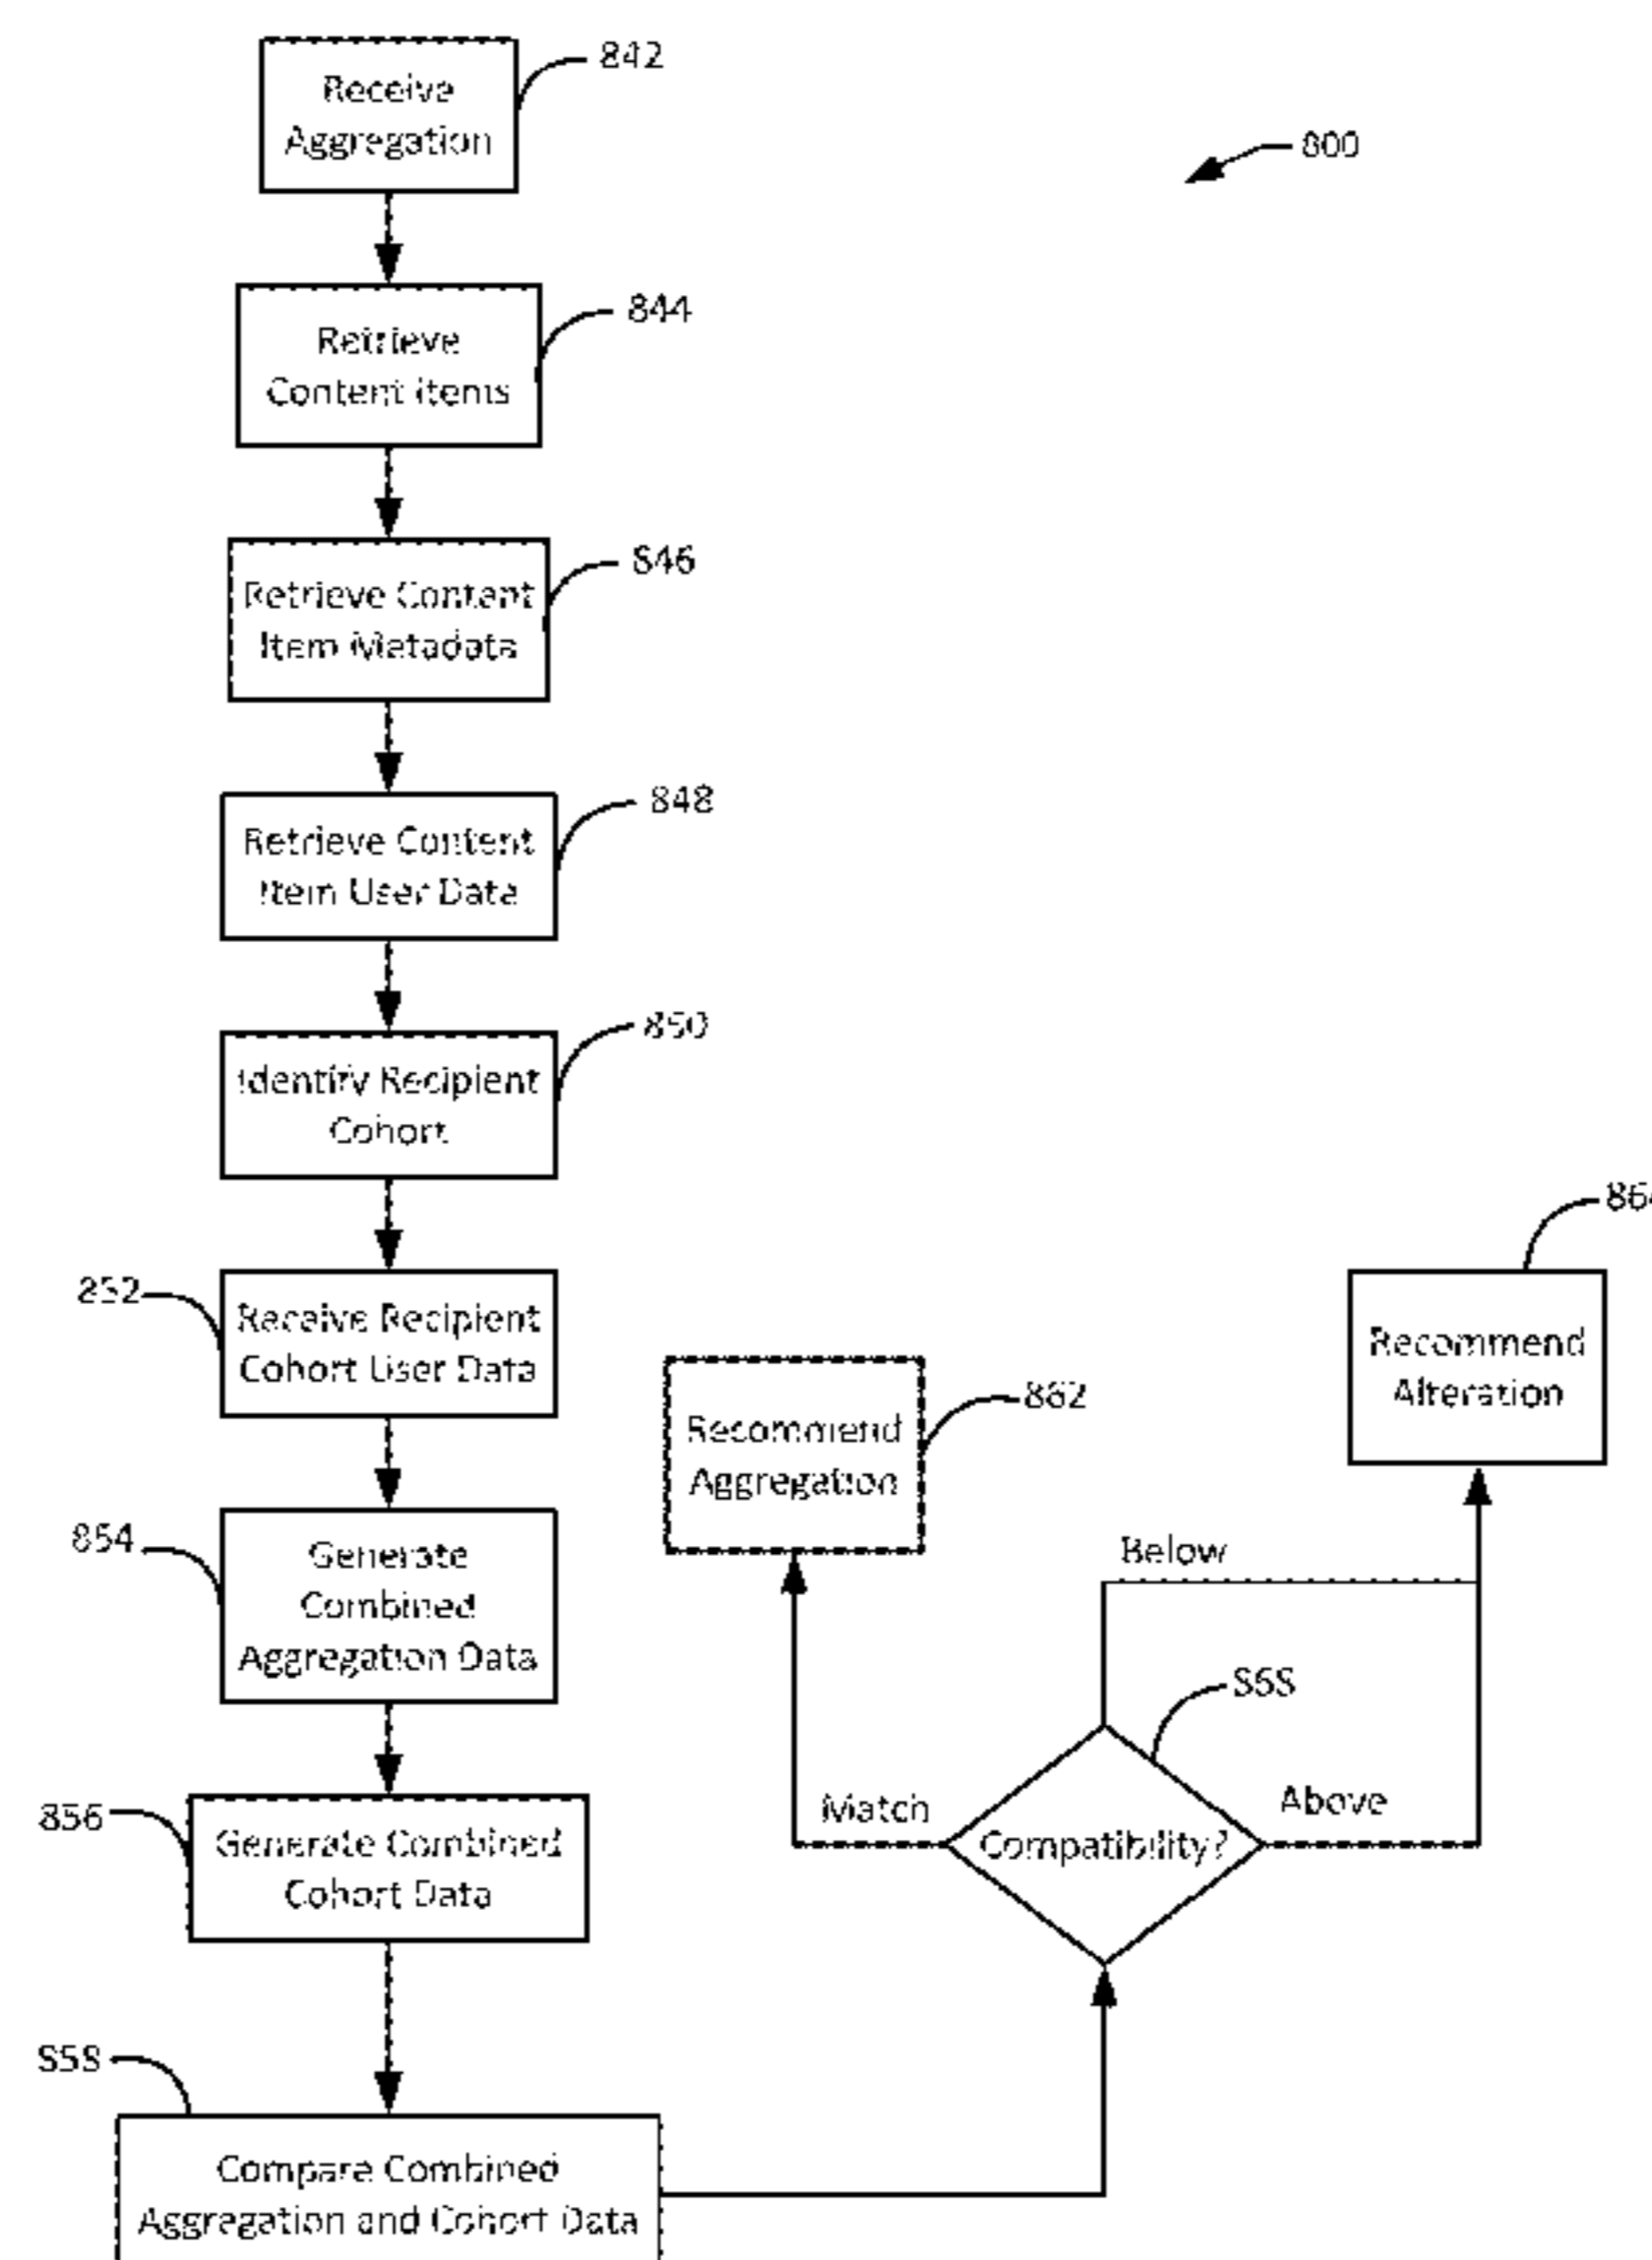 842
Receive
Aggregation
800
844
Retrieve
Content Items
846
Retrieve Content
Item Metadata
848
Retrieve Content
Item User Data
850
Identify Recipient
Cohort
852
Receive Recipient
Cohort User Data
854
Generate
Combined
Aggregation Data
856
Generate Combined
Cohort Data
858
Compare Combined
Aggregation and Cohort Data
862
Recommend
Aggregation
Recommend
Alteration
Below
Match
Compatibility?
Above